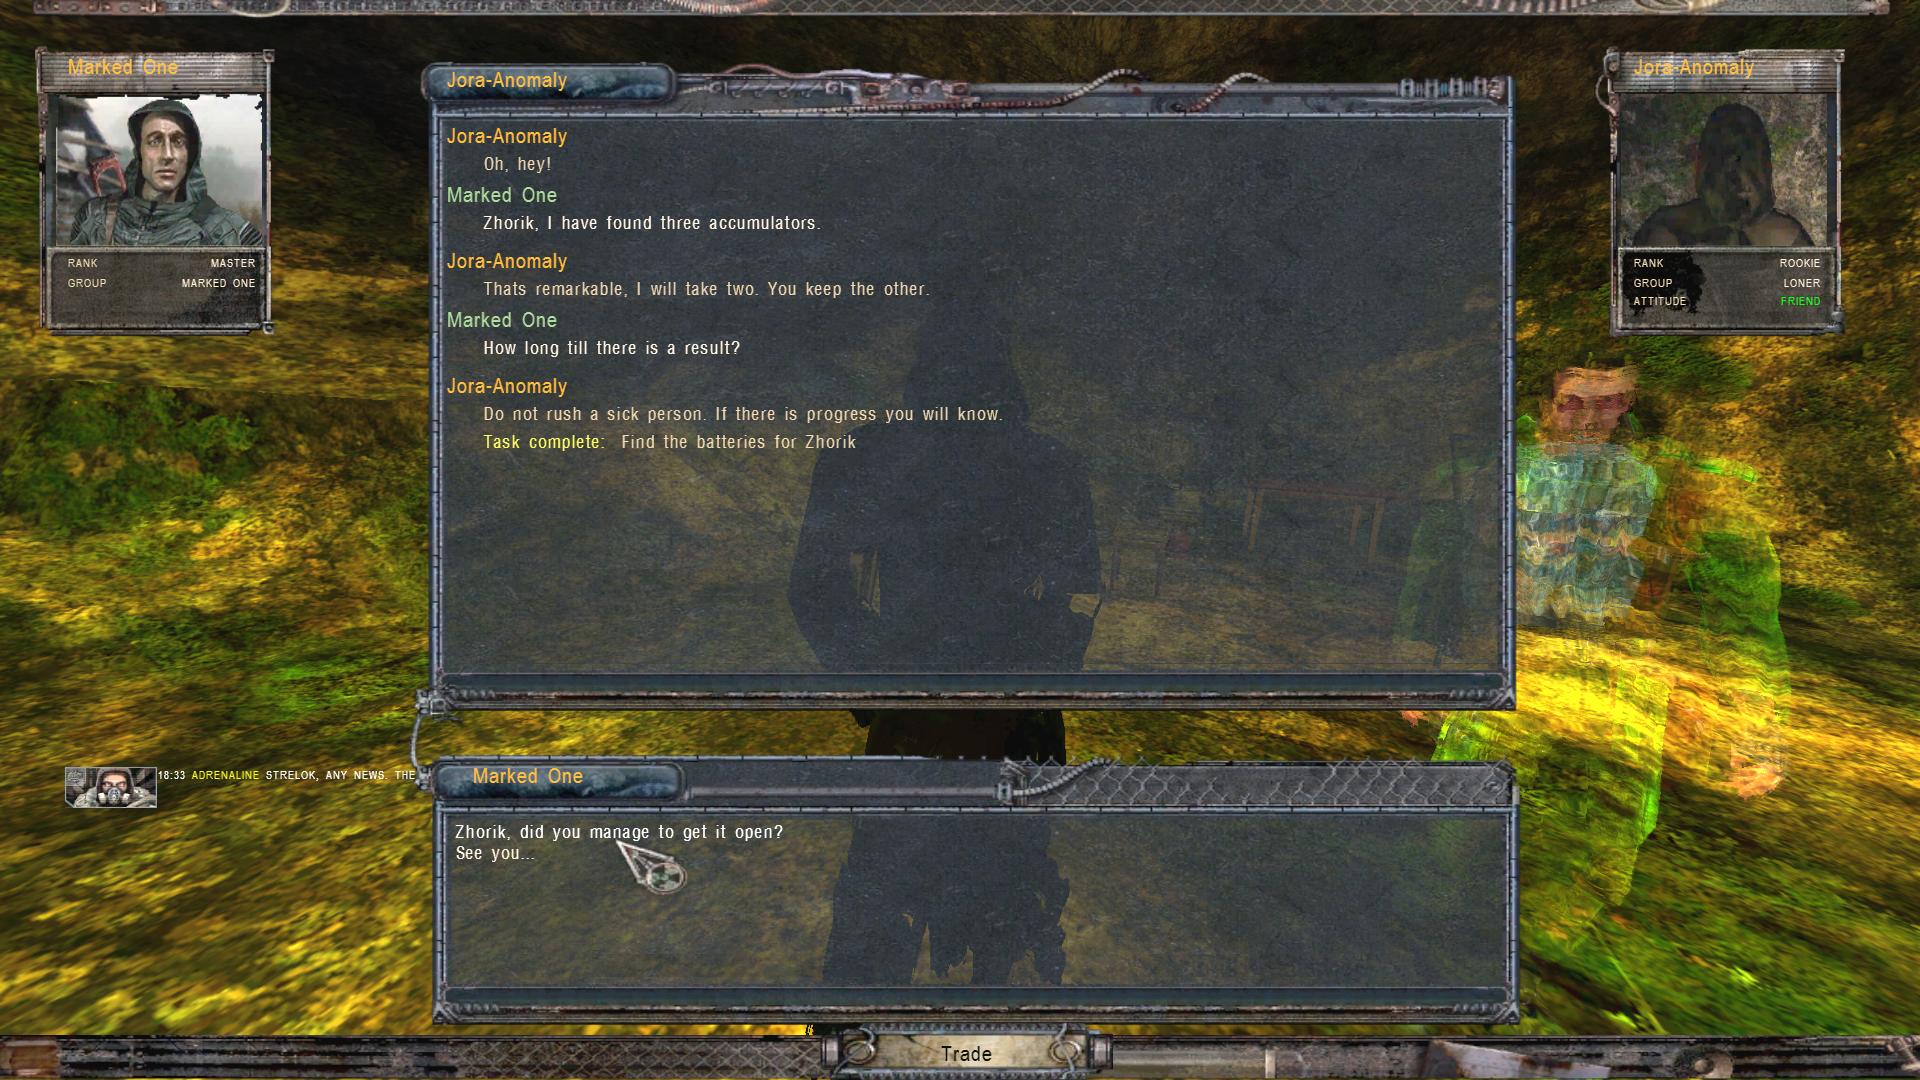 Marked One
Jora-Anomaly
Jora-Anomaly
RANK MASTER
GROUP MARKED ONE
RANK ROOKIE
GROUP LONER
ATTITUDE FRIEND
Jora-Anomaly
Oh, hey!
Marked One
Zhorik, I have found three accumulators.
Jora-Anomaly
Thats remarkable, I will take two. You keep the other.
Marked One
How long till there is a result?
Jora-Anomaly
Do not rush a sick person. If there is progress you will know.
Task complete: Find the batteries for Zhorik
18:33 ADRENALINE STRELOK, ANY NEWS. THE
Marked One
Zhorik, did you manage to get it open?
See you...
Trade